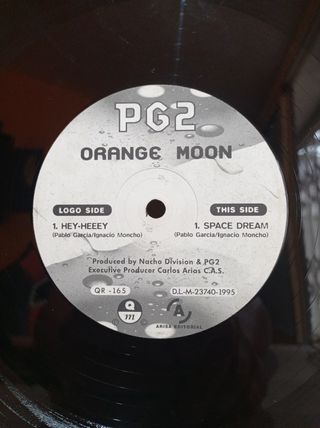 PG2
ORANGE MOON
LOGO SIDE
1. HEY-HEEEY
(Pablo Garcia/Ignacio Moncho)
THIS SIDE
1. SPACE DREAM
(Pablo Garcia/Ignacio Moncho)
Produced by Nacho Division & PG2
Executive Producer Carlos Arias C.A.S.
QR - 165
D.L-M-23740-1995
Q
m
A
ARISE EDITORIAL